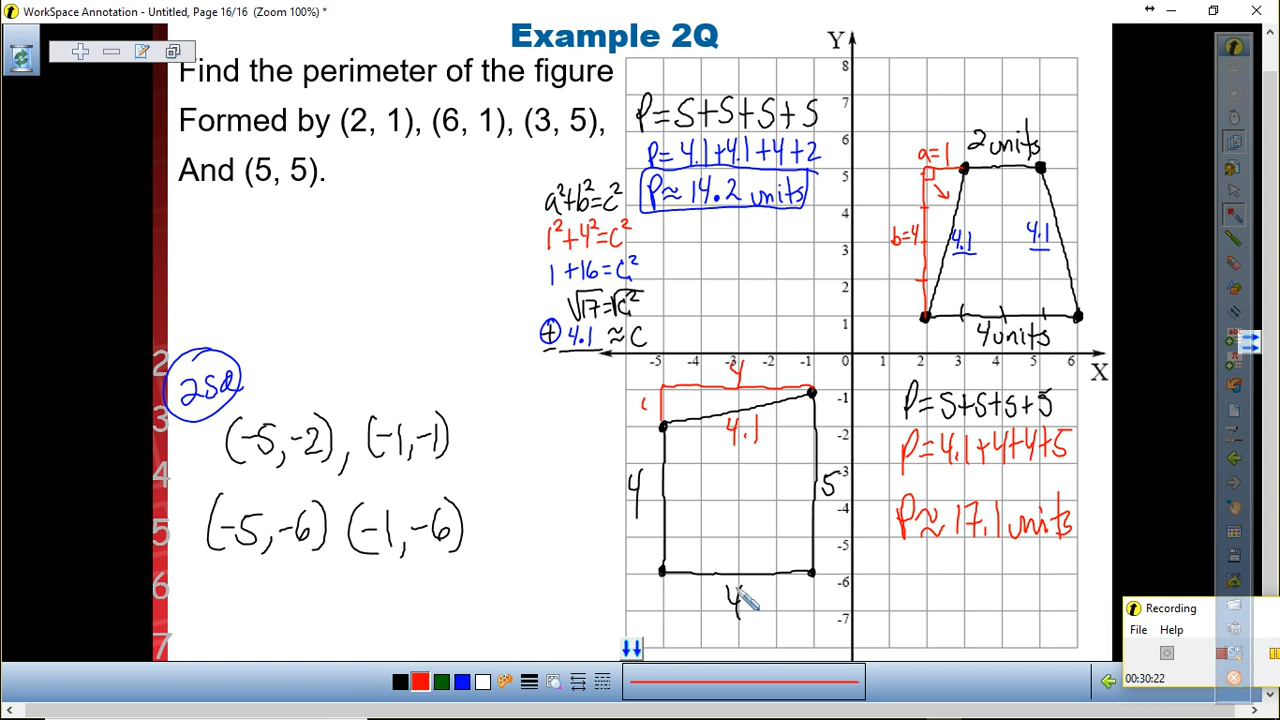 WorkSpace Annotation - Untitled, Page 16/16 (Zoom 100%) *
Example 2Q
Find the perimeter of the figure
Formed by (2, 1), (6, 1), (3, 5),
And (5, 5).
P=S+S+S+S
P=4.1+4.1+4+2
P≈14.2 units
a²+b²=c²
1²+4²=c²
1+16=c²
√17=√c²
+ 4.1 ≈ c
Y
8
7
6
5
4
3
2
1
0
-5 -4 -3 -2 -1 0 1 2 3 4 5 6
X
-1
-2
-3
-4
-5
-6
-7
a=1
2 units
b=4
4.1
4.1
4 units
4
1
4.1
4
5
4
P=S+S+S+S
P=4.1+4+4+5
P≈17.1 units
(-5,-2), (-1,-1)
(-5,-6) (-1,-6)
2
3
4
5
6
7
Recording
File Help
00:30:22